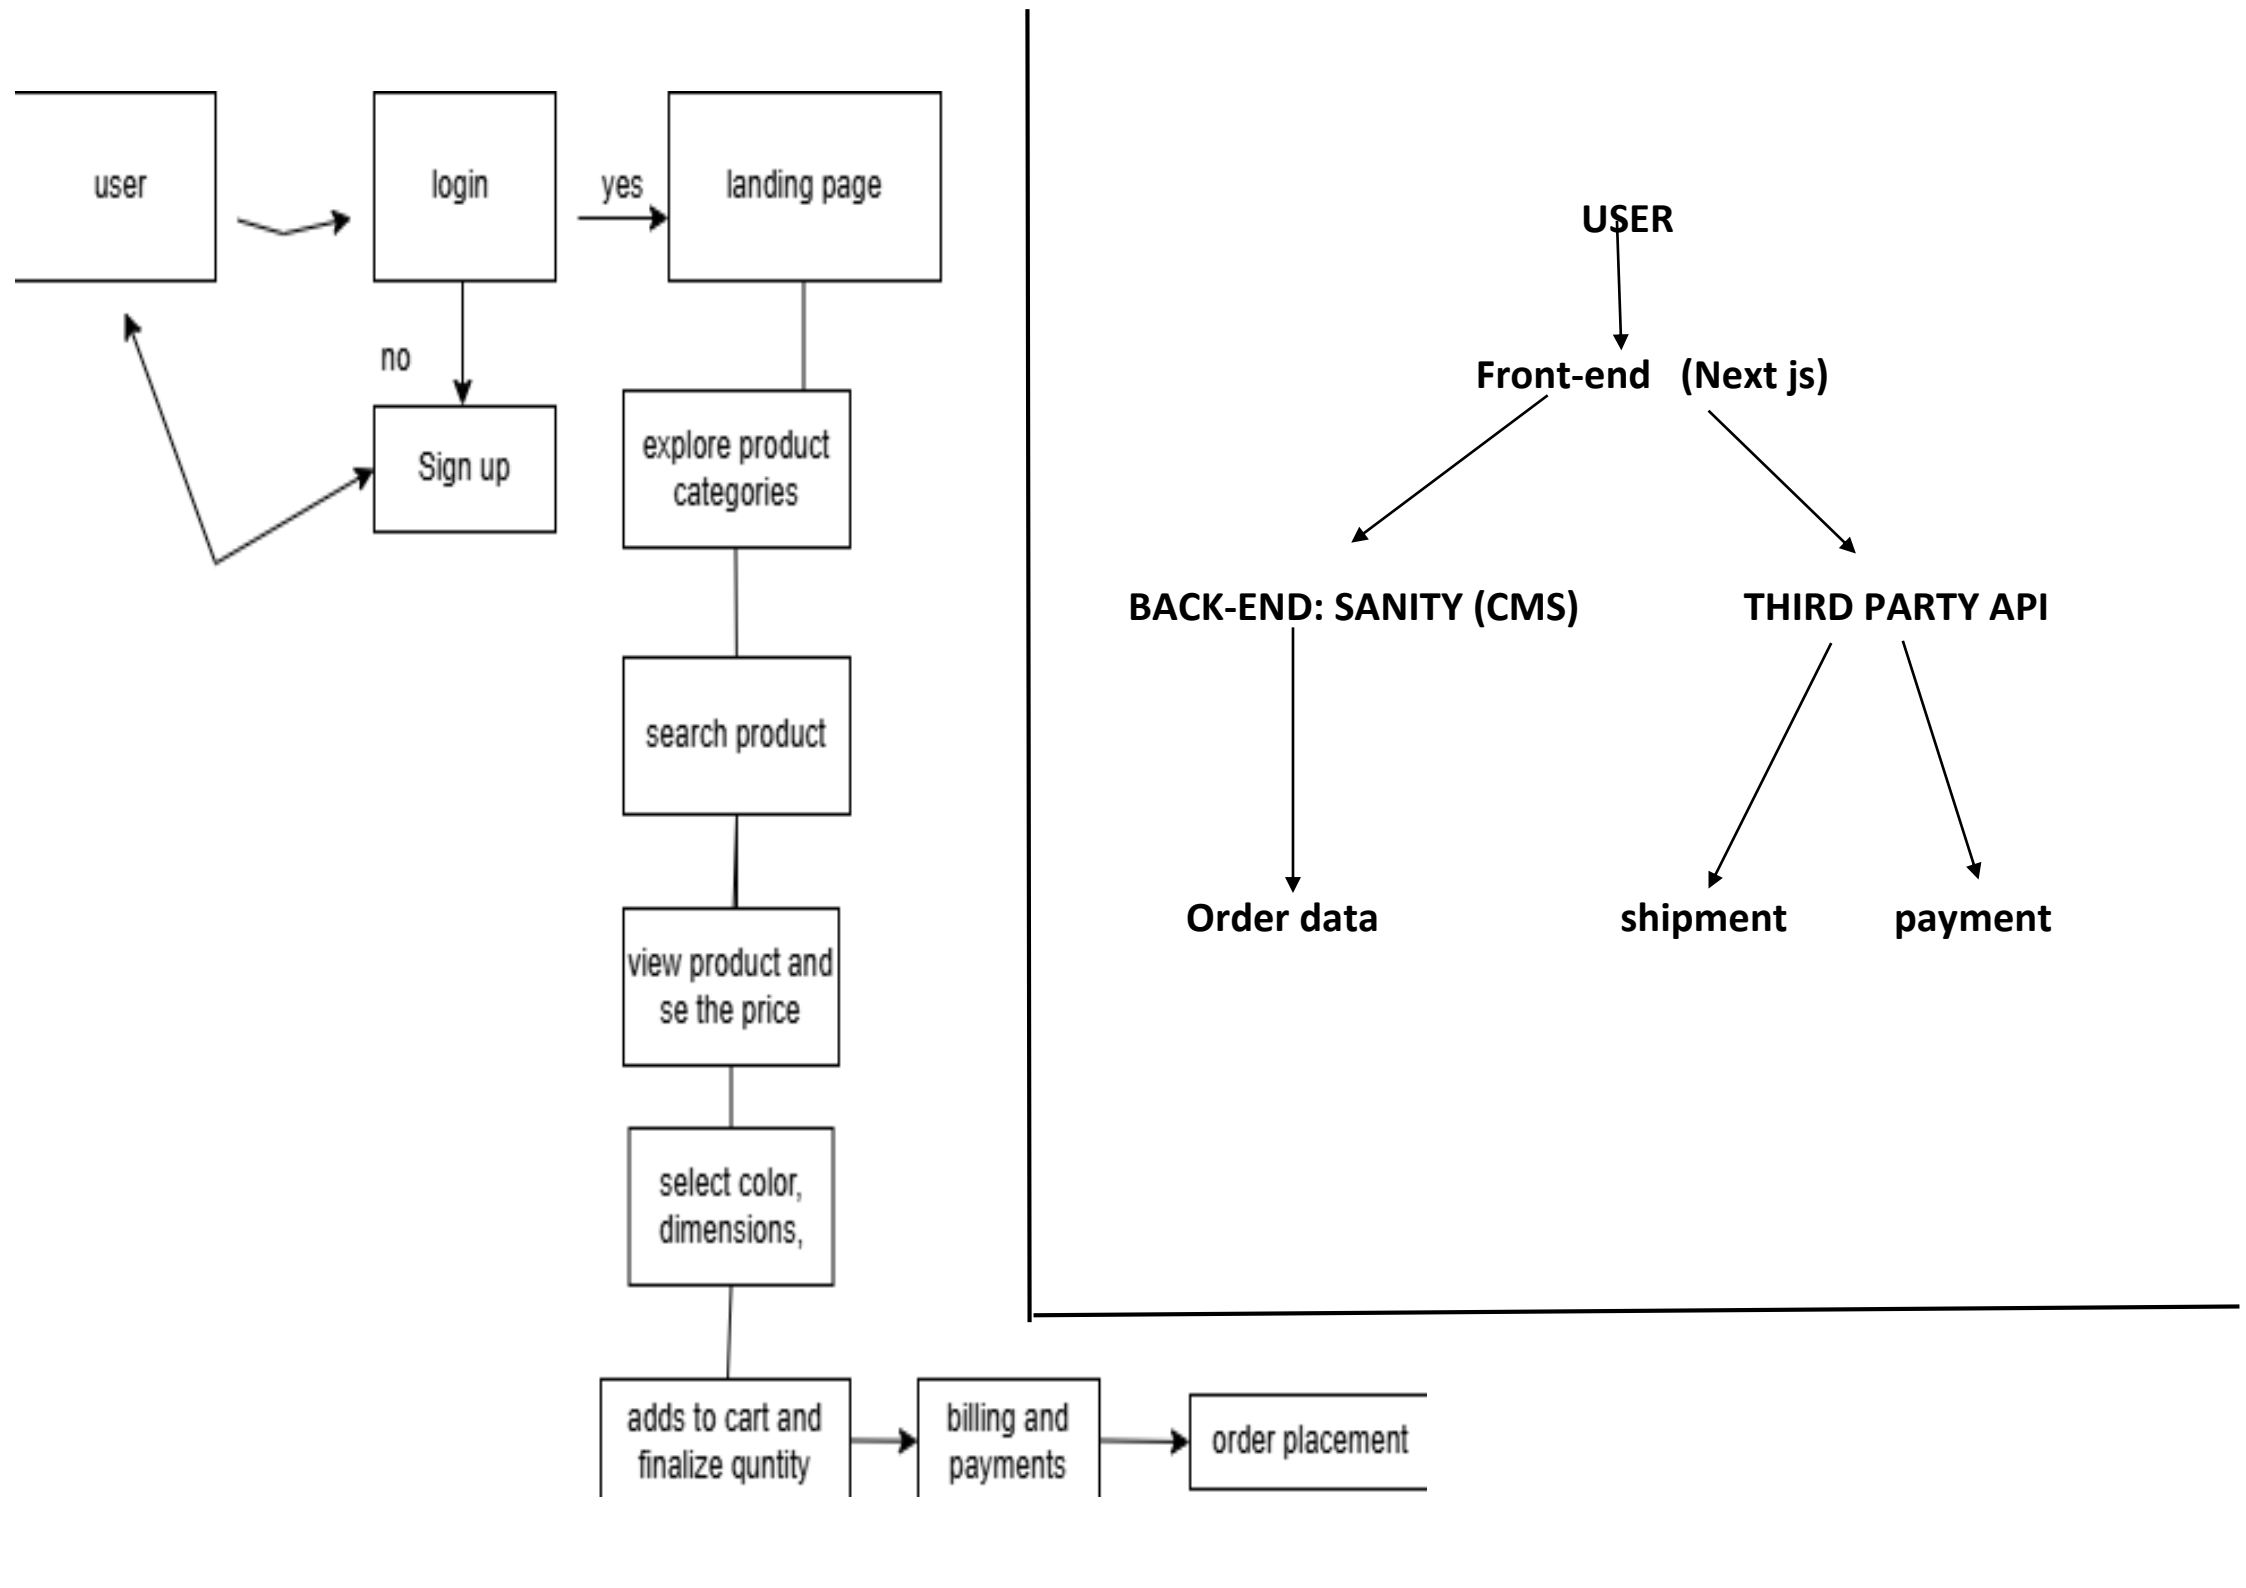 user
login
yes
landing page
no
Sign up
explore product
categories
search product
view product and
se the price
select color,
dimensions,
adds to cart and
finalize quntity
billing and
payments
order placement
USER
Front-end (Next js)
BACK-END: SANITY (CMS)
THIRD PARTY API
Order data
shipment
payment